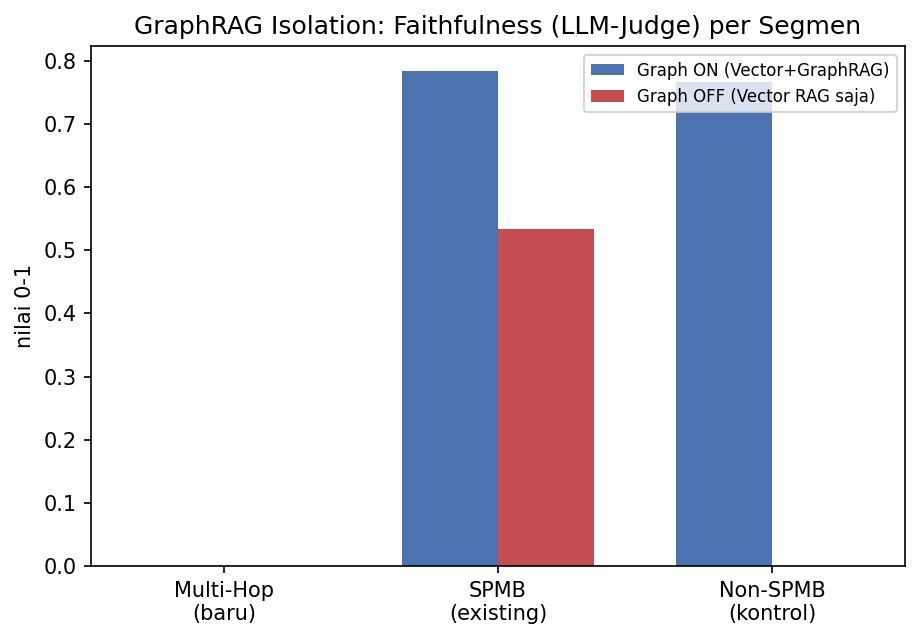 GraphRAG Isolation: Faithfulness (LLM-Judge) per Segmen
Graph ON (Vector+GraphRAG)
Graph OFF (Vector RAG saja)
nilai 0-1
0.8
0.7
0.6
0.5
0.4
0.3
0.2
0.1
0.0
Multi-Hop
(baru)
SPMB
(existing)
Non-SPMB
(kontrol)